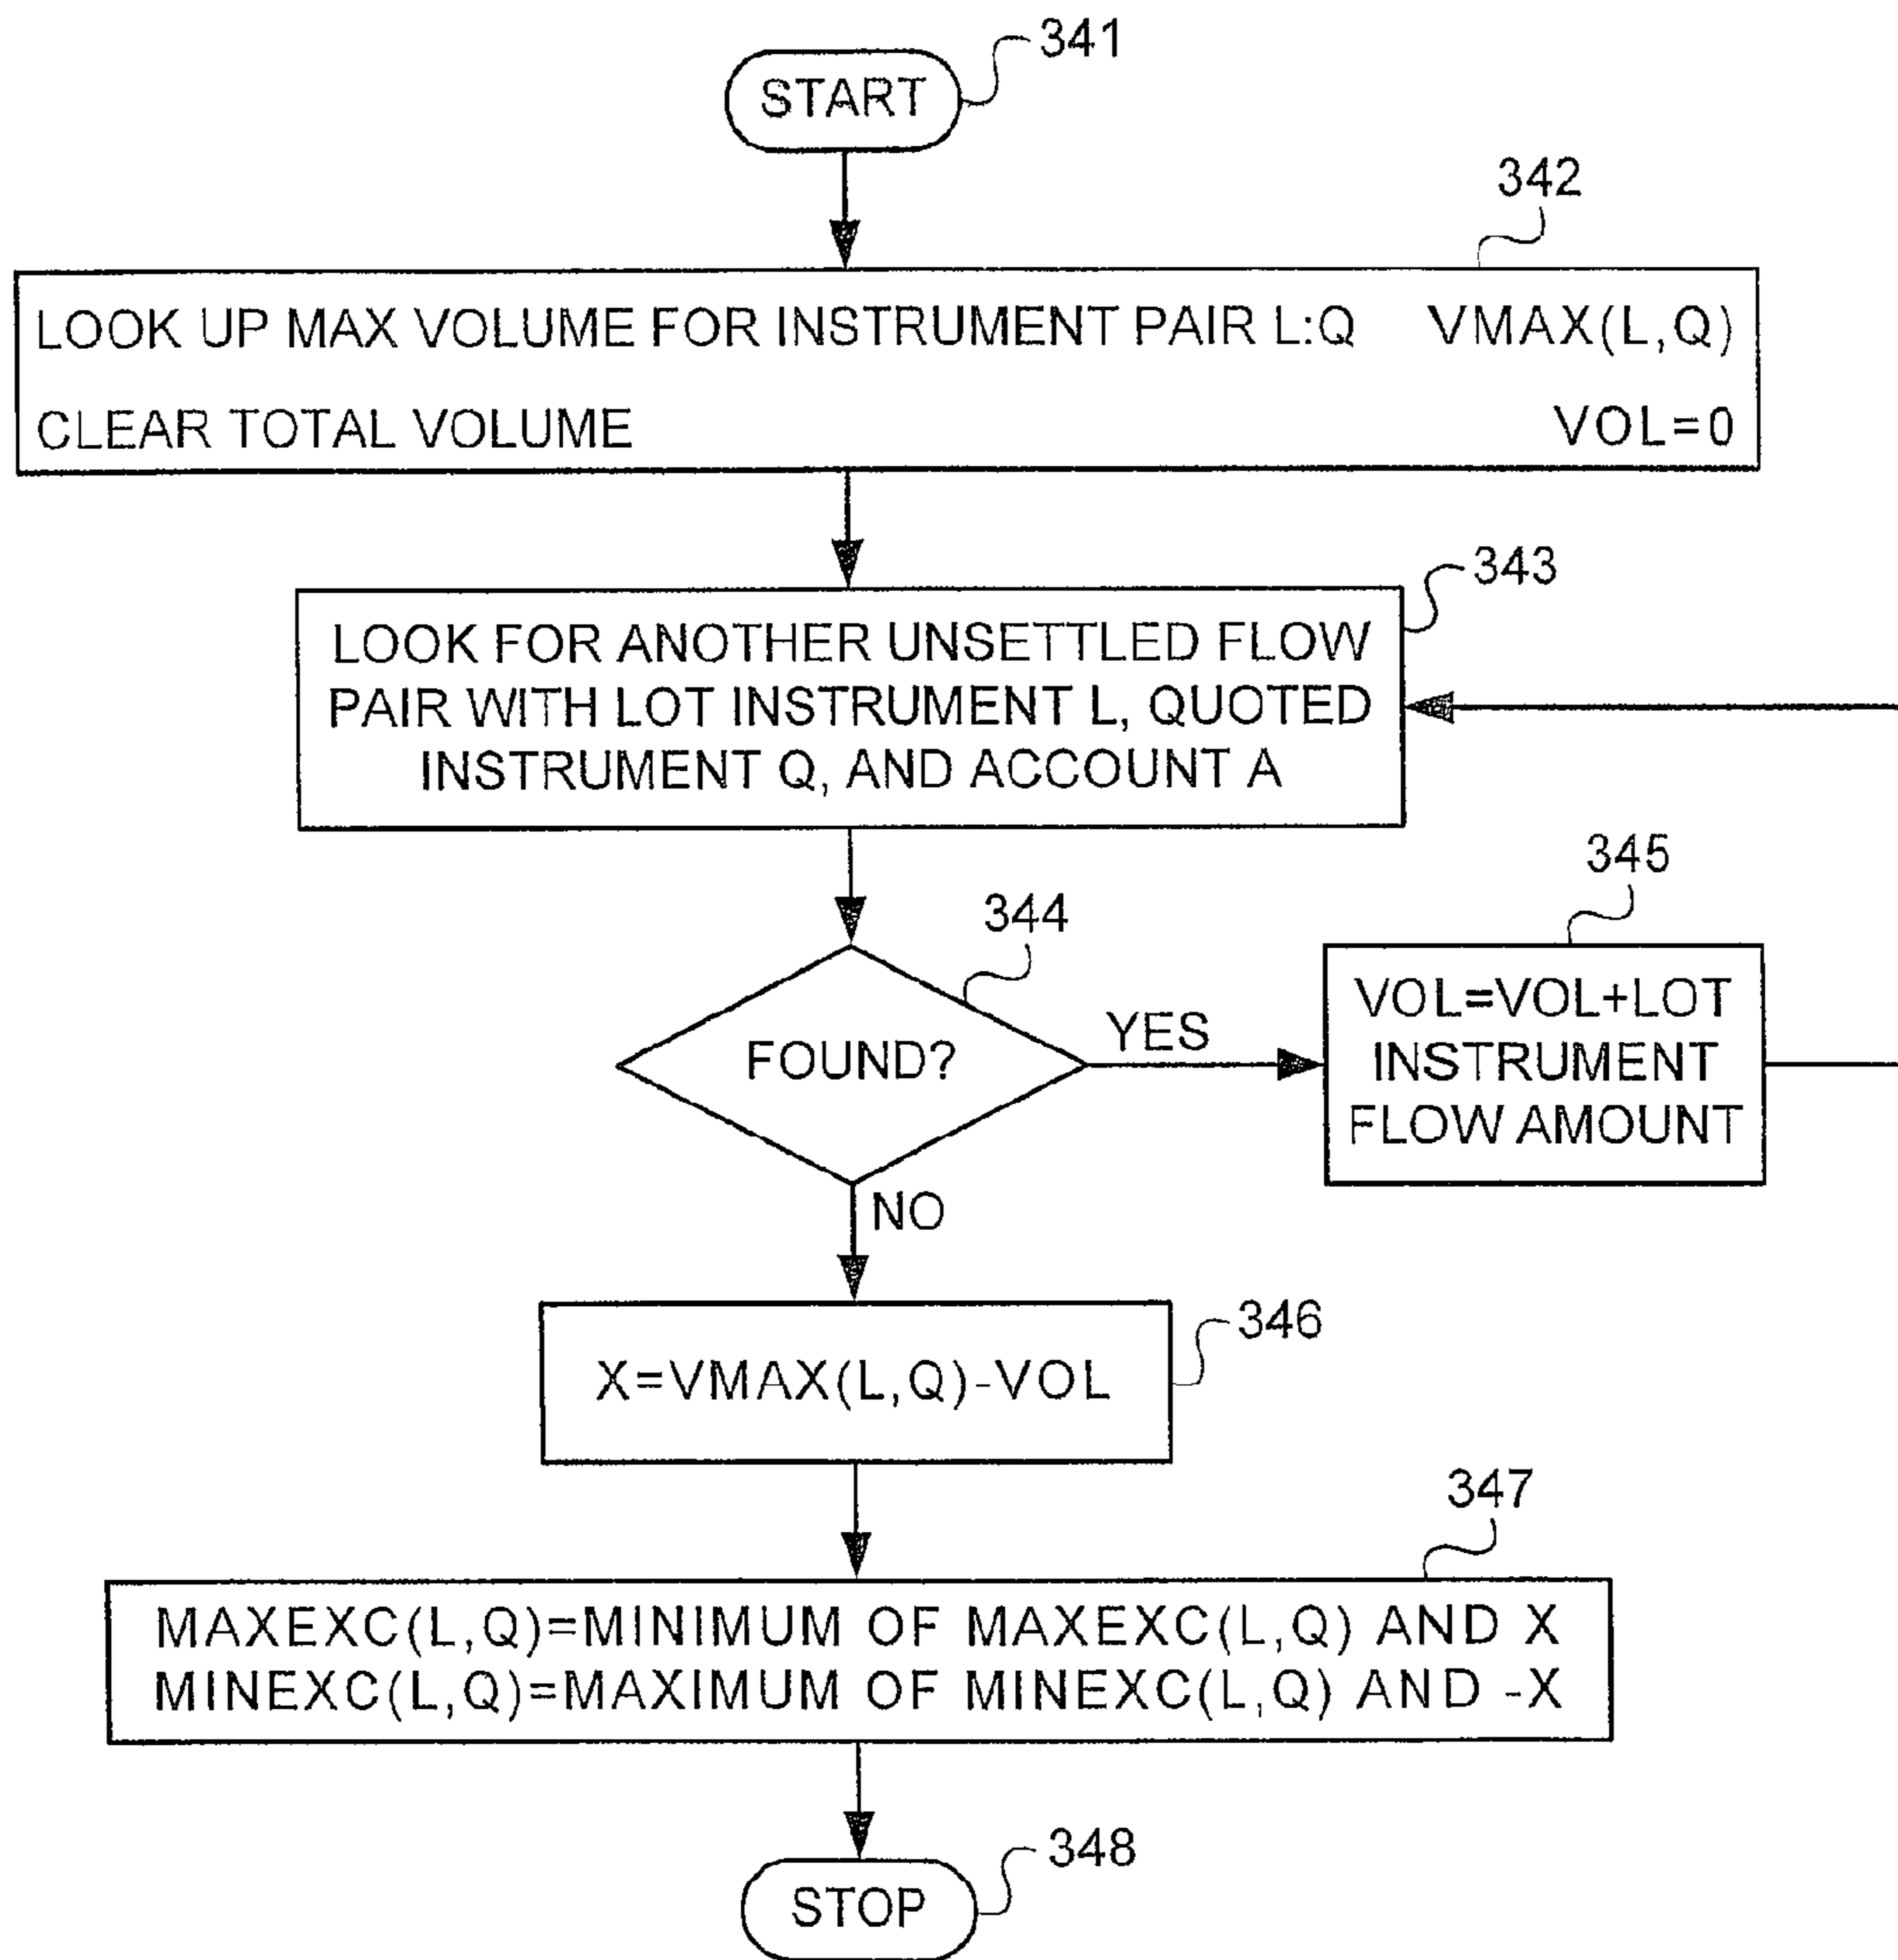 341
START
342
LOOK UP MAX VOLUME FOR INSTRUMENT PAIR L:Q VMAX(L,Q)
CLEAR TOTAL VOLUME VOL=0
343
LOOK FOR ANOTHER UNSETTLED FLOW
PAIR WITH LOT INSTRUMENT L, QUOTED
INSTRUMENT Q, AND ACCOUNT A
344
FOUND?
YES
345
VOL=VOL+LOT
INSTRUMENT
FLOW AMOUNT
NO
346
X=VMAX(L,Q)-VOL
347
MAXEXC(L,Q)=MINIMUM OF MAXEXC(L,Q) AND X
MINEXC(L,Q)=MAXIMUM OF MINEXC(L,Q) AND -X
348
STOP